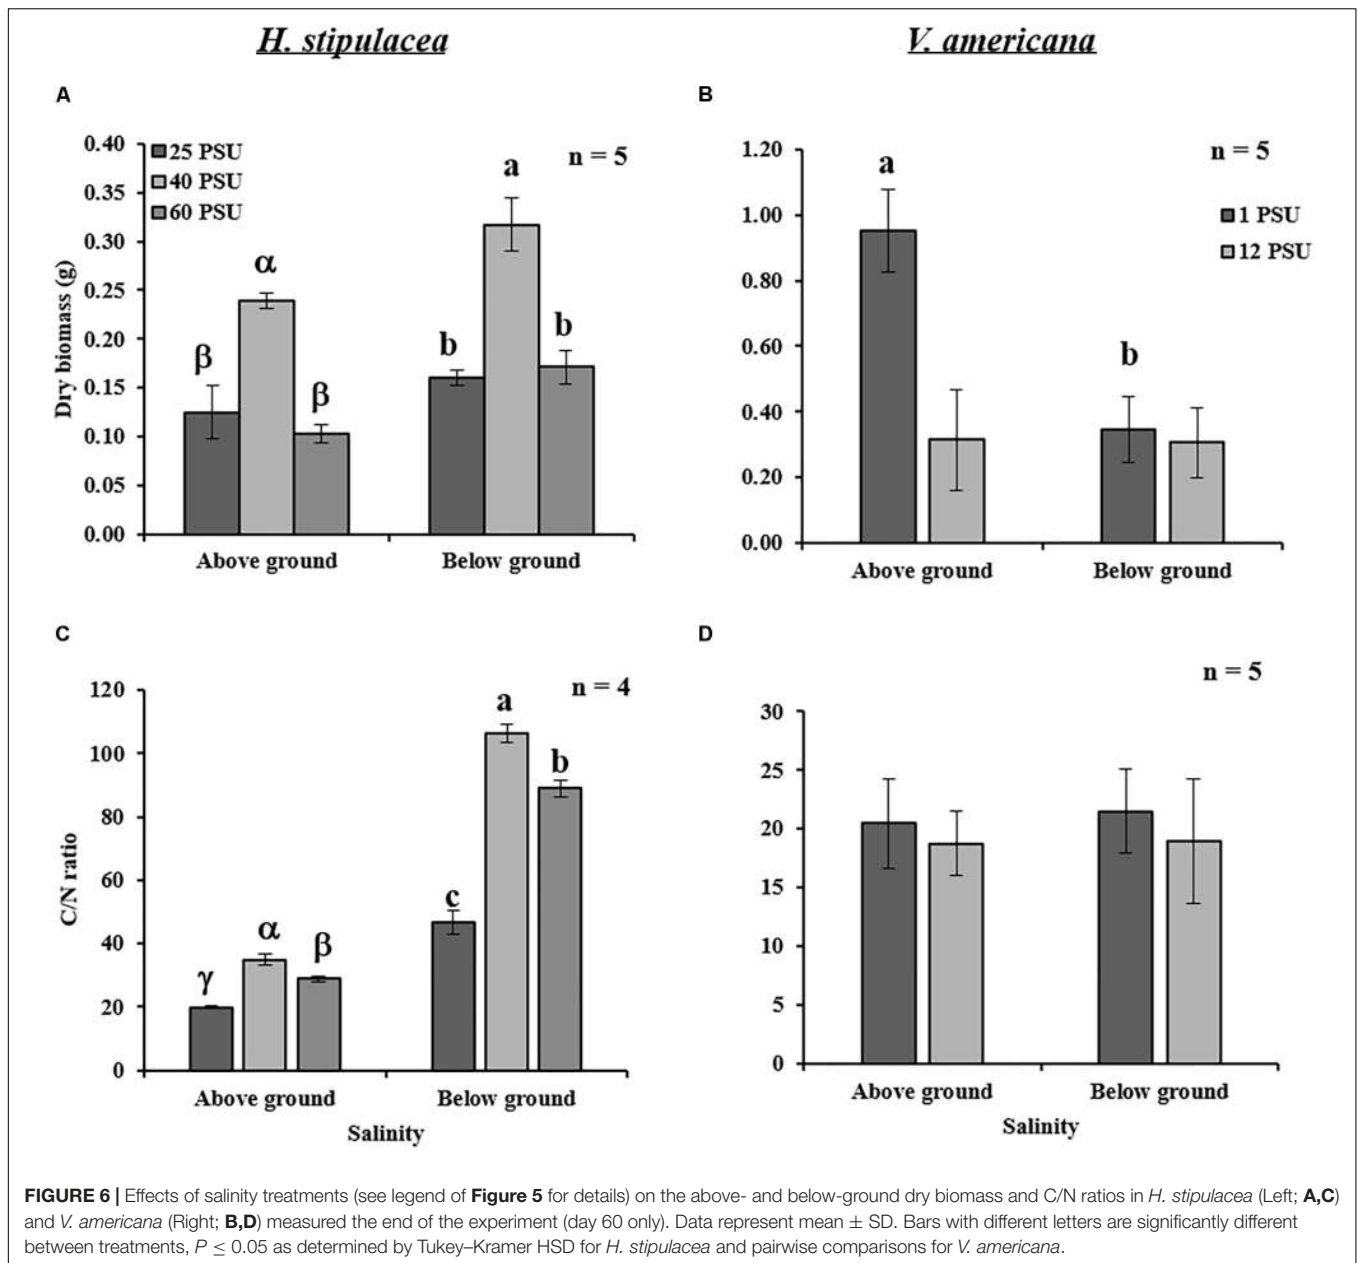 H. stipulacea
V. americana
A
B
0.40
0.35
0.30
0.25
0.20
0.15
0.10
0.05
0.00
Dry biomass (g)
25 PSU
40 PSU
60 PSU
n = 5
β
α
β
b
a
b
Above ground
Below ground
1.20
1.00
0.80
0.60
0.40
0.20
0.00
n = 5
1 PSU
12 PSU
a
b
Above ground
Below ground
C
D
120
100
80
60
40
20
0
C/N ratio
n = 4
γ
α
β
c
a
b
Above ground
Below ground
Salinity
n = 5
30
25
20
15
10
5
0
Above ground
Below ground
Salinity
FIGURE 6 | Effects of salinity treatments (see legend of Figure 5 for details) on the above- and below-ground dry biomass and C/N ratios in H. stipulacea (Left; A,C)
and V. americana (Right; B,D) measured the end of the experiment (day 60 only). Data represent mean ± SD. Bars with different letters are significantly different
between treatments, P ≤ 0.05 as determined by Tukey–Kramer HSD for H. stipulacea and pairwise comparisons for V. americana.